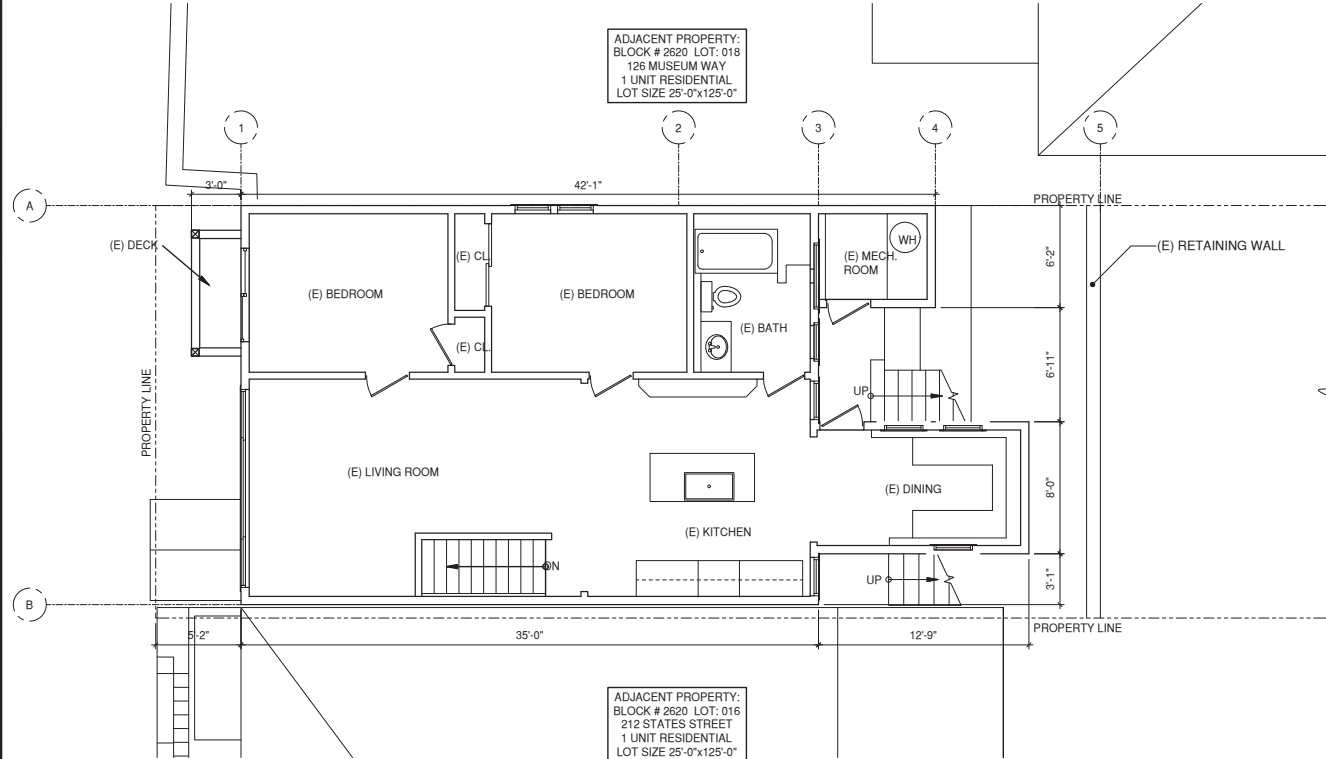 ADJACENT PROPERTY:
BLOCK # 2620 LOT: 018
126 MUSEUM WAY
1 UNIT RESIDENTIAL
LOT SIZE 25'-0"x125'-0"
1
2
3
4
5
3'-0"
42'-1"
A
PROPERTY LINE
(E) DECK
WH
(E) RETAINING WALL
(E) CL.
(E) MECH.
ROOM
6'-2"
(E) BEDROOM
(E) BEDROOM
(E) BATH
(E) CL.
6'-11"
PROPERTY LINE
UP
(E) LIVING ROOM
(E) DINING
8'-0"
(E) KITCHEN
DN
UP
3'-1"
B
PROPERTY LINE
5'-2"
35'-0"
12'-9"
ADJACENT PROPERTY:
BLOCK # 2620 LOT: 016
212 STATES STREET
1 UNIT RESIDENTIAL
LOT SIZE 25'-0"x125'-0"